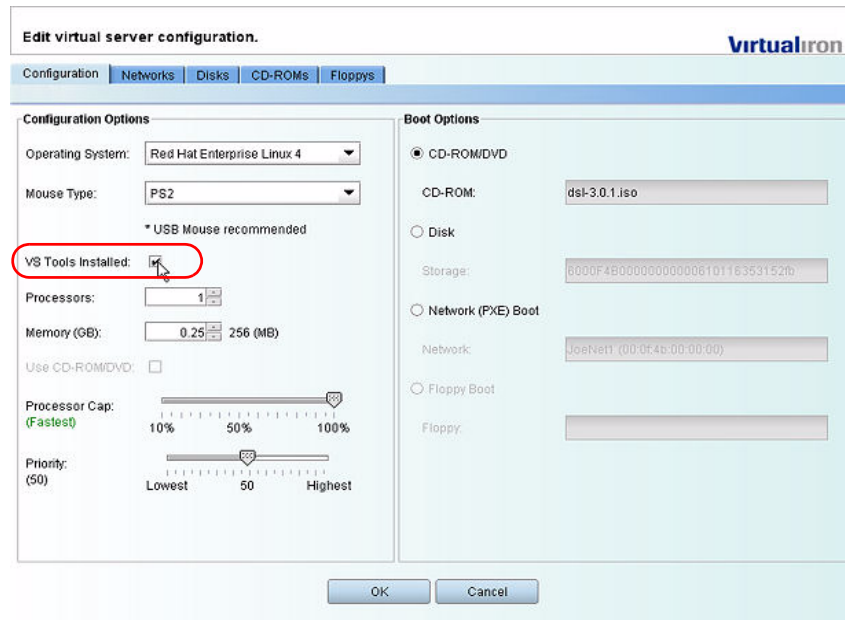 Edit virtual server configuration.
VIrtualıron
Configuration Networks Disks CD-ROMs Floppys
Configuration Options
Operating System: Red Hat Enterprise Linux 4
Mouse Type: PS2
* USB Mouse recommended
VS Tools Installed:
Processors: 1
Memory (GB): 0.25 256 (MB)
Use CD-ROM/DVD:
Processor Cap:
(Fastest)
10% 50% 100%
Priority:
(50)
Lowest 50 Highest
Boot Options
CD-ROM/DVD
CD-ROM: dsl-3.0.1.iso
Disk
Storage: 6000F4B00000000000610116353152fb
Network (PXE) Boot
Network: JoeNet1 (00:0f:4b:00:00:00)
Floppy Boot
Floppy:
OK Cancel